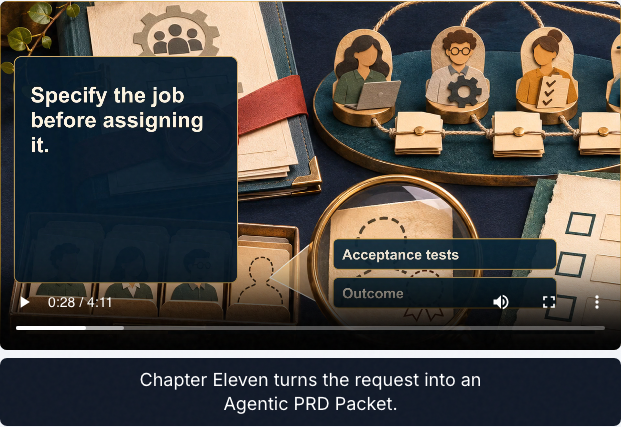 Specify the job
before assigning
it.
Acceptance tests
Outcome
0:28 / 4:11
Chapter Eleven turns the request into an
Agentic PRD Packet.